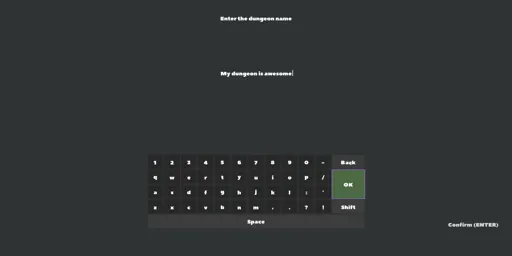 Enter the dungeon name
My dungeon is awesome
1 2 3 4 5 6 7 8 9 0 - Back
q w e r t y u i o p / OK
a s d f g h j k l : '
z x c v b n m , . ? ! Shift
Space
Confirm (ENTER)